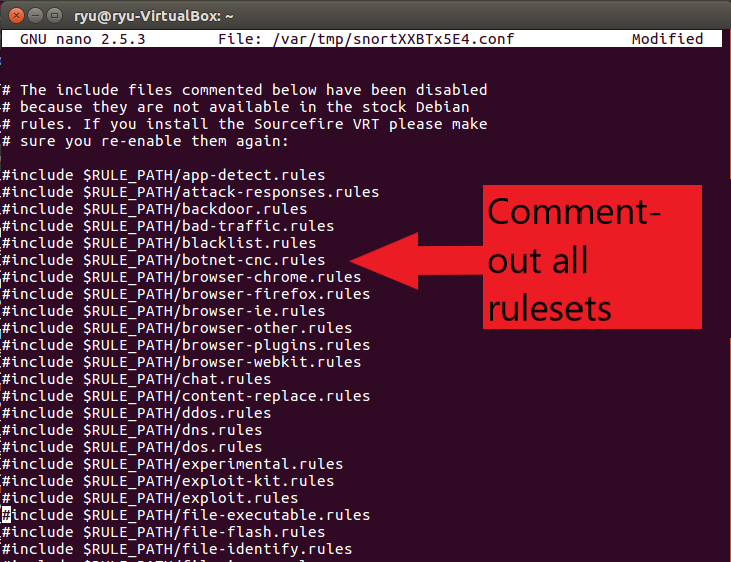 ryu@ryu-VirtualBox: ~
GNU nano 2.5.3 File: /var/tmp/snortXXBTx5E4.conf Modified
# The include files commented below have been disabled
# because they are not available in the stock Debian
# rules. If you install the Sourcefire VRT please make
# sure you re-enable them again:
#include $RULE_PATH/app-detect.rules
#include $RULE_PATH/attack-responses.rules
#include $RULE_PATH/backdoor.rules
#include $RULE_PATH/bad-traffic.rules
#include $RULE_PATH/blacklist.rules
#include $RULE_PATH/botnet-cnc.rules
#include $RULE_PATH/browser-chrome.rules
#include $RULE_PATH/browser-firefox.rules
#include $RULE_PATH/browser-ie.rules
#include $RULE_PATH/browser-other.rules
#include $RULE_PATH/browser-plugins.rules
#include $RULE_PATH/browser-webkit.rules
#include $RULE_PATH/chat.rules
#include $RULE_PATH/content-replace.rules
#include $RULE_PATH/ddos.rules
#include $RULE_PATH/dns.rules
#include $RULE_PATH/dos.rules
#include $RULE_PATH/experimental.rules
#include $RULE_PATH/exploit-kit.rules
#include $RULE_PATH/exploit.rules
#include $RULE_PATH/file-executable.rules
#include $RULE_PATH/file-flash.rules
#include $RULE_PATH/file-identify.rules
Comment-
out all
rulesets